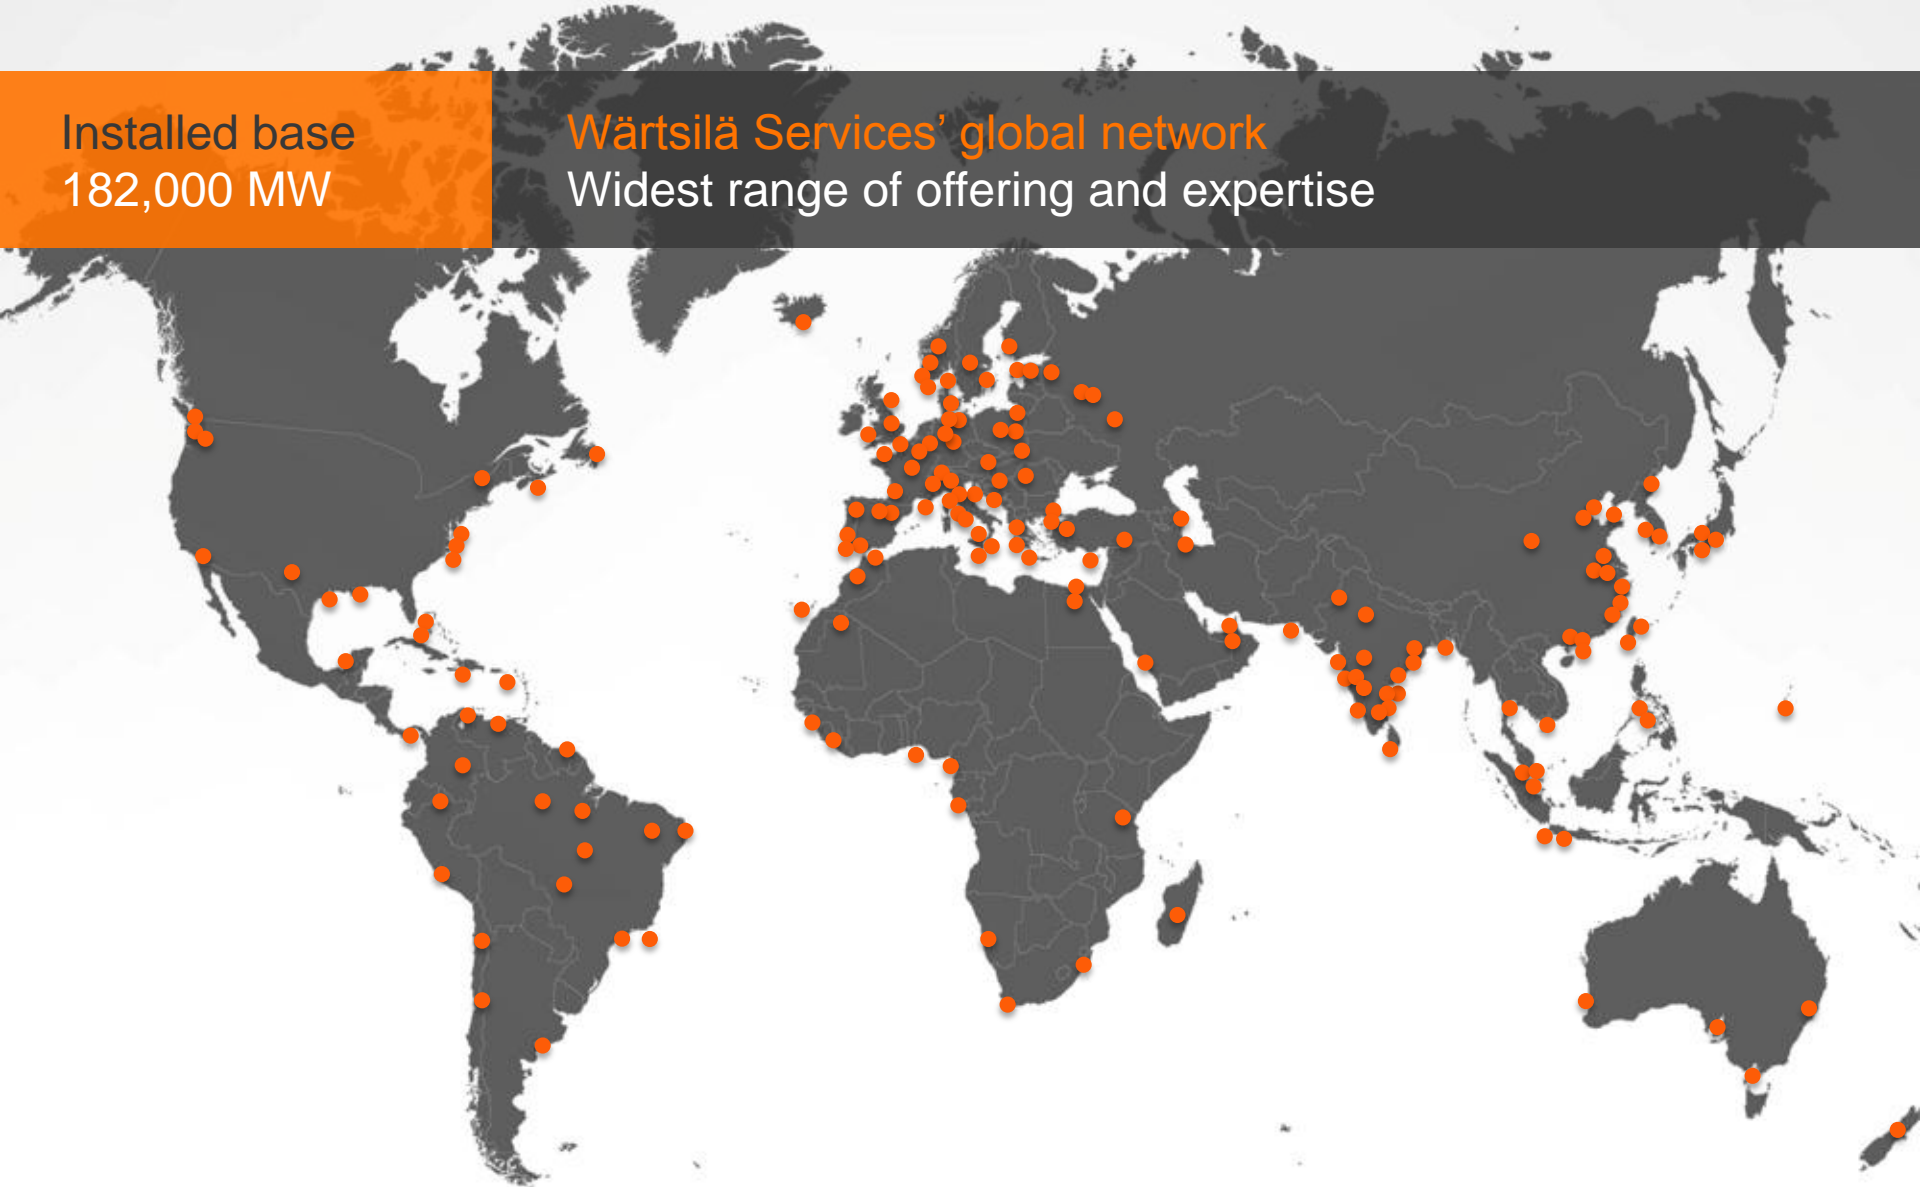 Installed base
182,000 MW
Wärtsilä Services’ global network
Widest range of offering and expertise